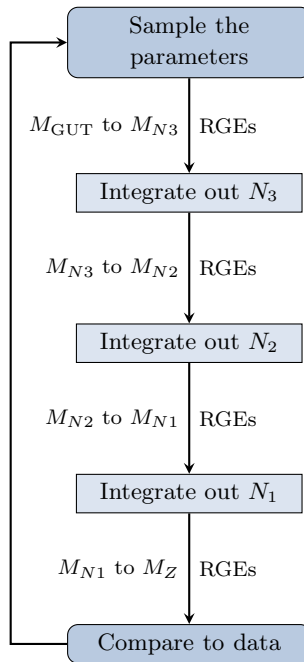 Sample the
parameters
M_GUT to M_N3 RGEs
Integrate out N_3
M_N3 to M_N2 RGEs
Integrate out N_2
M_N2 to M_N1 RGEs
Integrate out N_1
M_N1 to M_Z RGEs
Compare to data